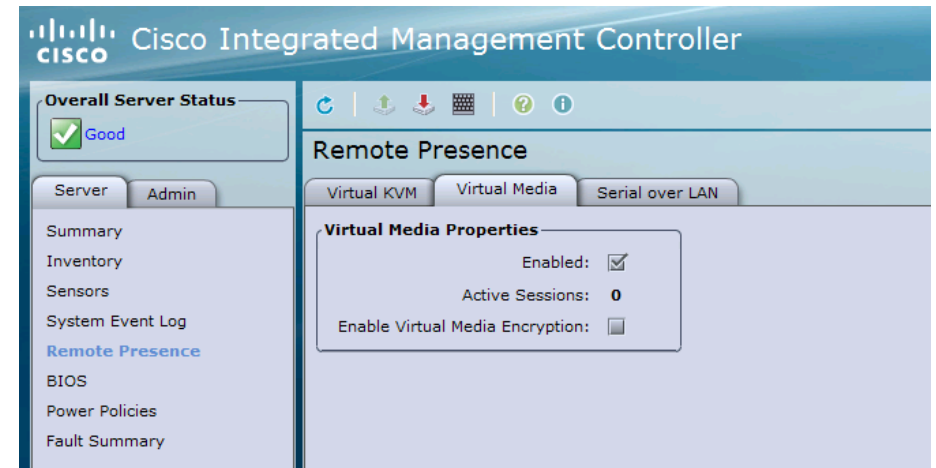 CISCO
Cisco Integrated Management Controller
Overall Server Status
Good
Server Admin
Summary
Inventory
Sensors
System Event Log
Remote Presence
BIOS
Power Policies
Fault Summary
Remote Presence
Virtual KVM Virtual Media Serial over LAN
Virtual Media Properties
Enabled:
Active Sessions: 0
Enable Virtual Media Encryption: